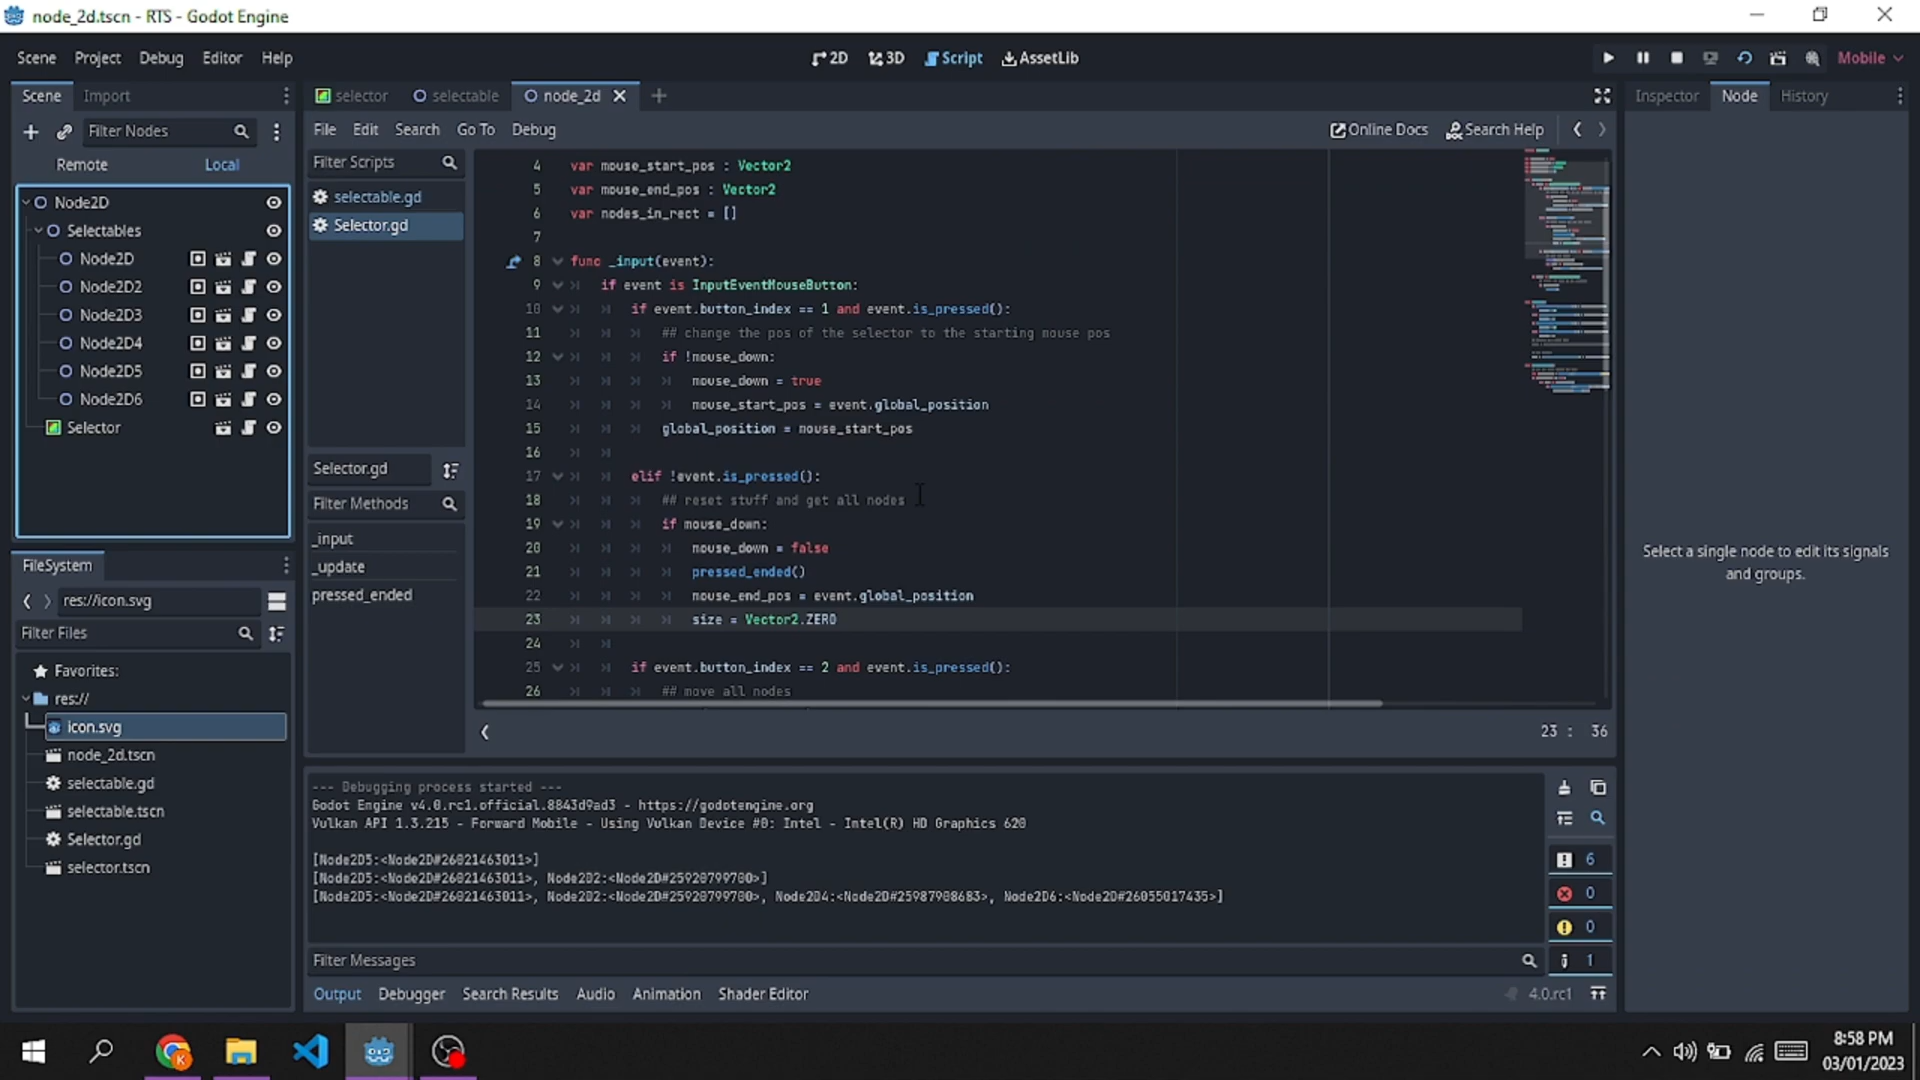 node_2d.tscn - RTS - Godot Engine
Scene Project Debug Editor Help
2D 3D Script AssetLib
Mobile
Scene Import
selector selectable node_2d
Inspector Node History
Filter Nodes
File Edit Search Go To Debug
Online Docs Search Help
Remote Local
Filter Scripts
selectable.gd
Selector.gd
Node2D
Selectables
Node2D
Node2D2
Node2D3
Node2D4
Node2D5
Node2D6
Selector
4 var mouse_start_pos : Vector2
5 var mouse_end_pos : Vector2
6 var nodes_in_rect = []
7
8 func _input(event):
9 if event is InputEventMouseButton:
10 if event.button_index == 1 and event.is_pressed():
11 ## change the pos of the selector to the starting mouse pos
12 if !mouse_down:
13 mouse_down = true
14 mouse_start_pos = event.global_position
15 global_position = mouse_start_pos
16
17 elif !event.is_pressed():
18 ## reset stuff and get all nodes
19 if mouse_down:
20 mouse_down = false
21 pressed_ended()
22 mouse_end_pos = event.global_position
23 size = Vector2.ZERO
24
25 if event.button_index == 2 and event.is_pressed():
26 ## move all nodes
23 : 36
Selector.gd
Filter Methods
_input
_update
pressed_ended
Select a single node to edit its signals
and groups.
FileSystem
res://icon.svg
Filter Files
Favorites:
res://
icon.svg
node_2d.tscn
selectable.gd
selectable.tscn
Selector.gd
selector.tscn
--- Debugging process started ---
Godot Engine v4.0.rc1.official.8843d9ad3 - https://godotengine.org
Vulkan API 1.3.215 - Forward Mobile - Using Vulkan Device #0: Intel - Intel(R) HD Graphics 620
[Node2D5:<Node2D#26021463011>]
[Node2D5:<Node2D#26021463011>, Node2D2:<Node2D#25920799700>]
[Node2D5:<Node2D#26021463011>, Node2D2:<Node2D#25920799700>, Node2D4:<Node2D#25987908683>, Node2D6:<Node2D#26055017435>]
6
0
0
1
Filter Messages
Output Debugger Search Results Audio Animation Shader Editor
4.0.rc1
8:58 PM
03/01/2023